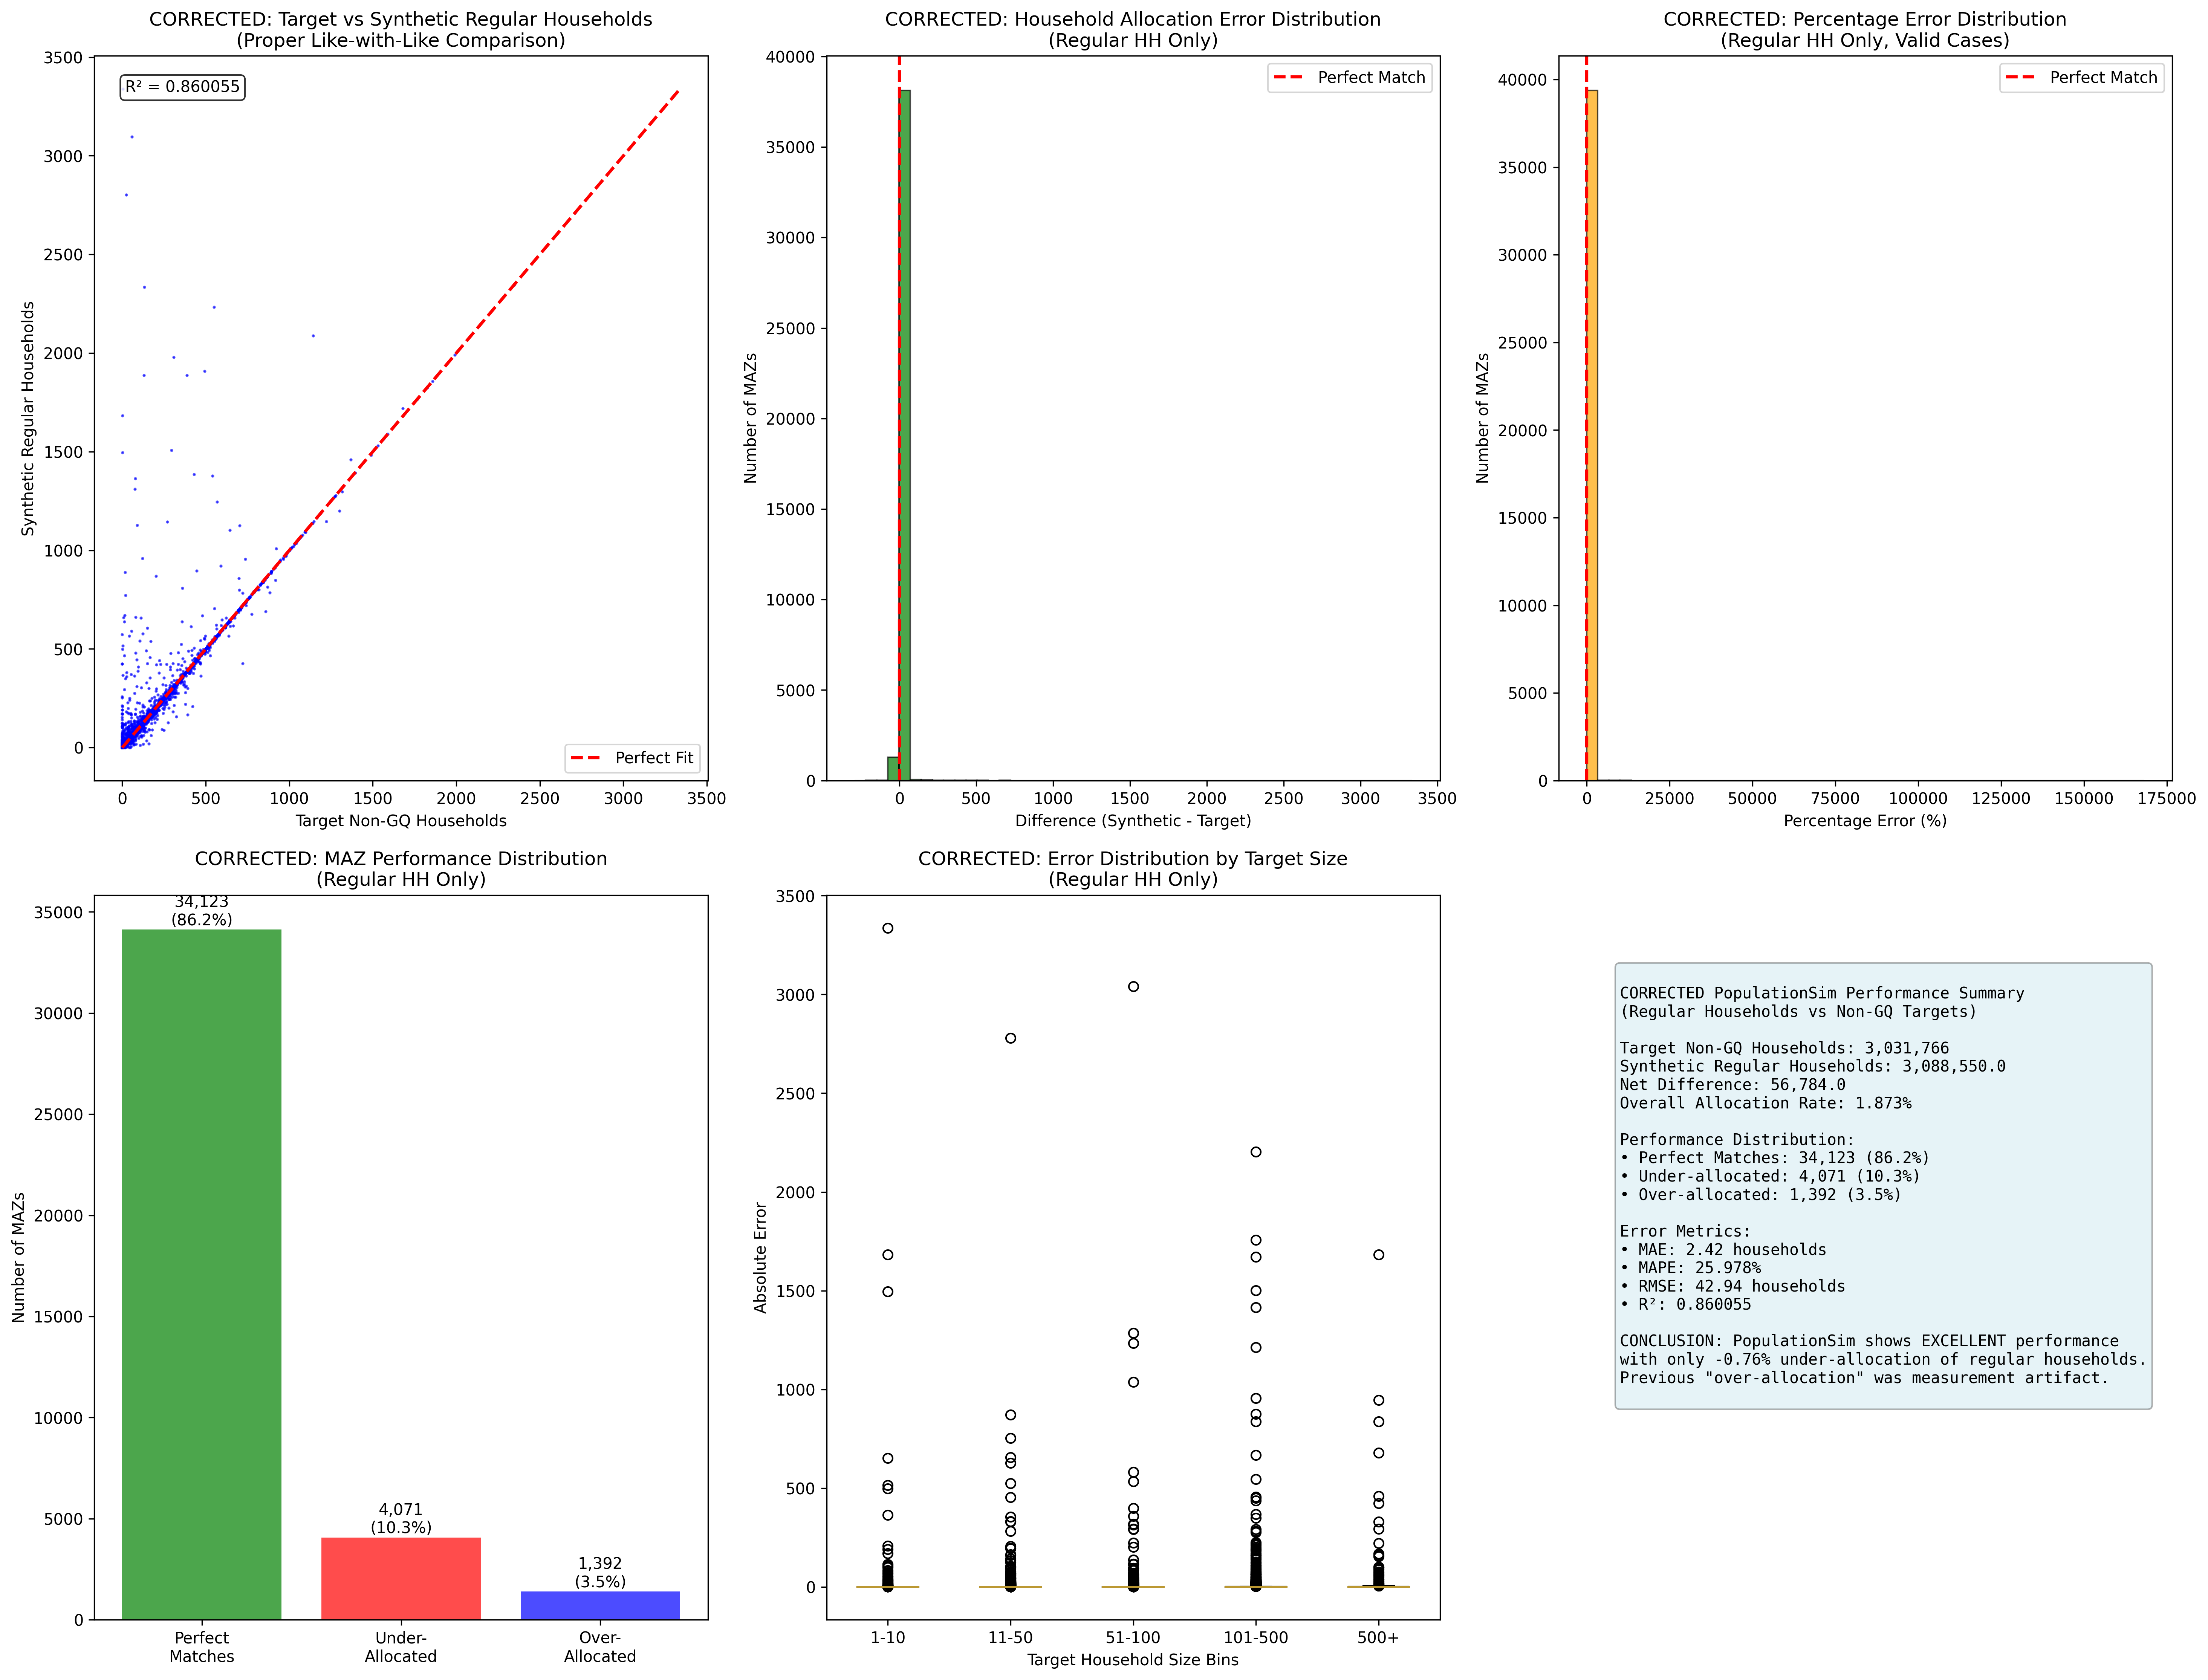 CORRECTED: Target vs Synthetic Regular Households
(Proper Like-with-Like Comparison)
R² = 0.860055
3500
3000
2500
2000
1500
1000
500
0
Synthetic Regular Households
Perfect Fit
0 500 1000 1500 2000 2500 3000 3500
Target Non-GQ Households
CORRECTED: Household Allocation Error Distribution
(Regular HH Only)
Perfect Match
40000
35000
30000
25000
20000
15000
10000
5000
0
Number of MAZs
0 500 1000 1500 2000 2500 3000 3500
Difference (Synthetic - Target)
CORRECTED: Percentage Error Distribution
(Regular HH Only, Valid Cases)
Perfect Match
40000
35000
30000
25000
20000
15000
10000
5000
0
Number of MAZs
0 25000 50000 75000 100000 125000 150000 175000
Percentage Error (%)
CORRECTED: MAZ Performance Distribution
(Regular HH Only)
34,123
(86.2%)
35000
30000
25000
20000
15000
10000
5000
0
Number of MAZs
4,071
(10.3%)
1,392
(3.5%)
Perfect
Matches
Under-
Allocated
Over-
Allocated
CORRECTED: Error Distribution by Target Size
(Regular HH Only)
3500
3000
2500
2000
1500
1000
500
0
Absolute Error
1-10 11-50 51-100 101-500 500+
Target Household Size Bins
CORRECTED PopulationSim Performance Summary
(Regular Households vs Non-GQ Targets)
Target Non-GQ Households: 3,031,766
Synthetic Regular Households: 3,088,550.0
Net Difference: 56,784.0
Overall Allocation Rate: 1.873%
Performance Distribution:
• Perfect Matches: 34,123 (86.2%)
• Under-allocated: 4,071 (10.3%)
• Over-allocated: 1,392 (3.5%)
Error Metrics:
• MAE: 2.42 households
• MAPE: 25.978%
• RMSE: 42.94 households
• R²: 0.860055
CONCLUSION: PopulationSim shows EXCELLENT performance
with only -0.76% under-allocation of regular households.
Previous "over-allocation" was measurement artifact.